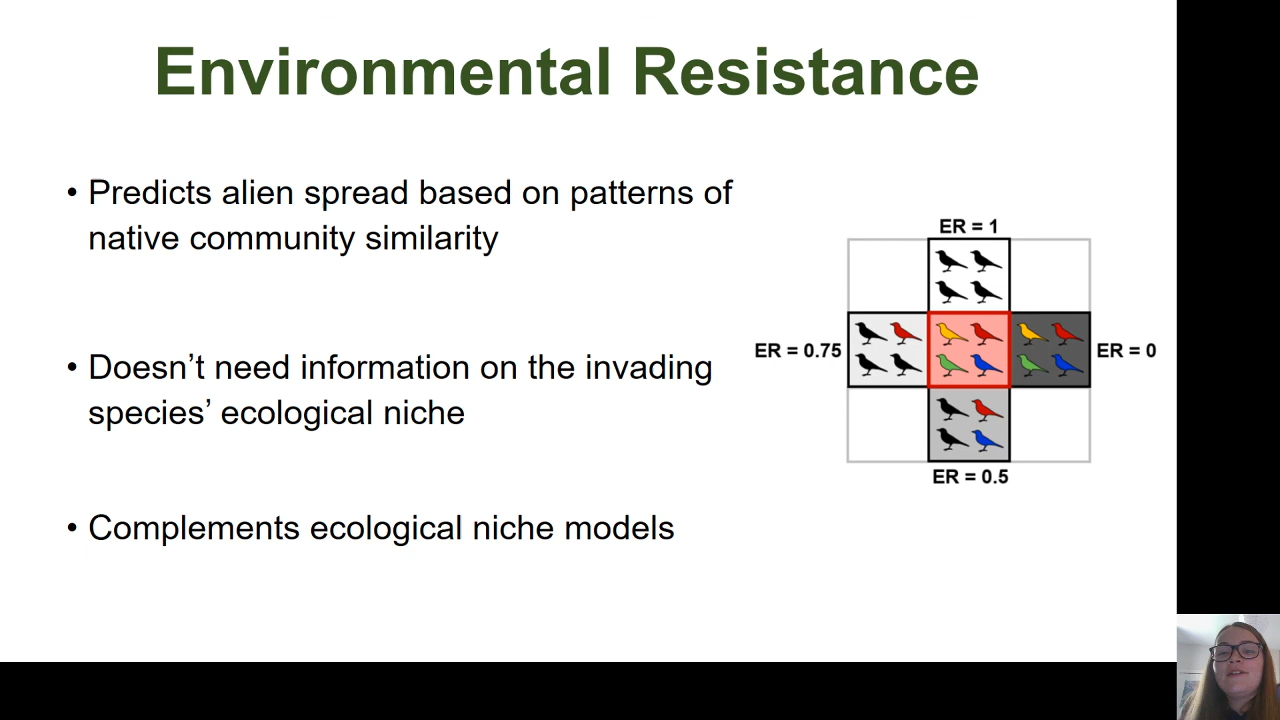 Environmental Resistance
• Predicts alien spread based on patterns of
native community similarity
• Doesn’t need information on the invading
species’ ecological niche
• Complements ecological niche models
ER = 1
ER = 0.75
ER = 0
ER = 0.5